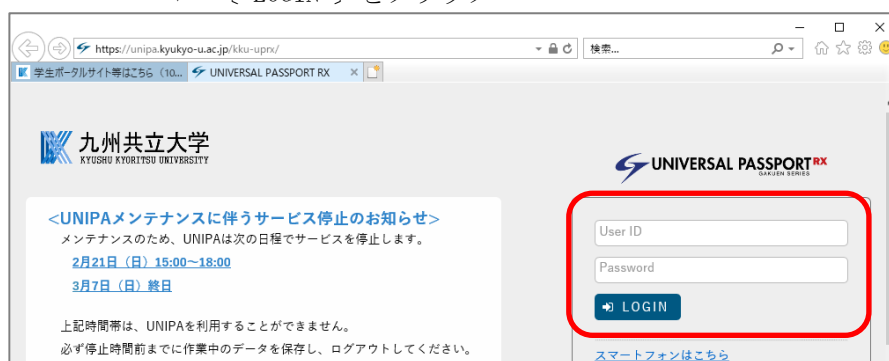 https://unipa.kyukyo-u.ac.jp/kku-uprx/
検索...
学生ポータルサイト等はこちら（10...
UNIVERSAL PASSPORT RX
九州共立大学
KYUSHU KYORITSU UNIVERSITY
UNIVERSAL PASSPORT RX
GAKUEN SERIES
<UNIPAメンテナンスに伴うサービス停止のお知らせ>
メンテナンスのため、UNIPAは次の日程でサービスを停止します。
2月21日（日）15:00～18:00
3月7日（日）終日
上記時間帯は、UNIPAを利用することができません。
必ず停止時間前までに作業中のデータを保存し、ログアウトしてください。
User ID
Password
LOGIN
スマートフォンはこちら